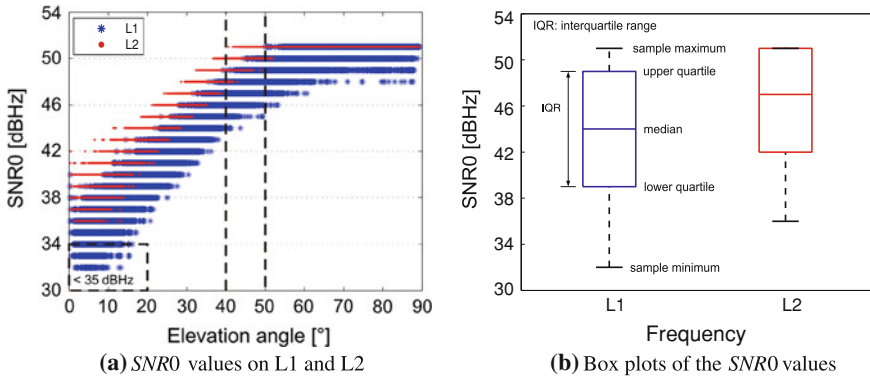 54
50
46
42
38
34
30
SNR0 [dBHz]
L1
L2
< 35 dBHz
0 10 20 30 40 50 60 70 80 90
Elevation angle [°]
(a) SNR0 values on L1 and L2
54
50
46
42
38
34
30
SNR0 [dBHz]
IQR: interquartile range
sample maximum
upper quartile
IQR
median
lower quartile
sample minimum
L1 L2
Frequency
(b) Box plots of the SNR0 values